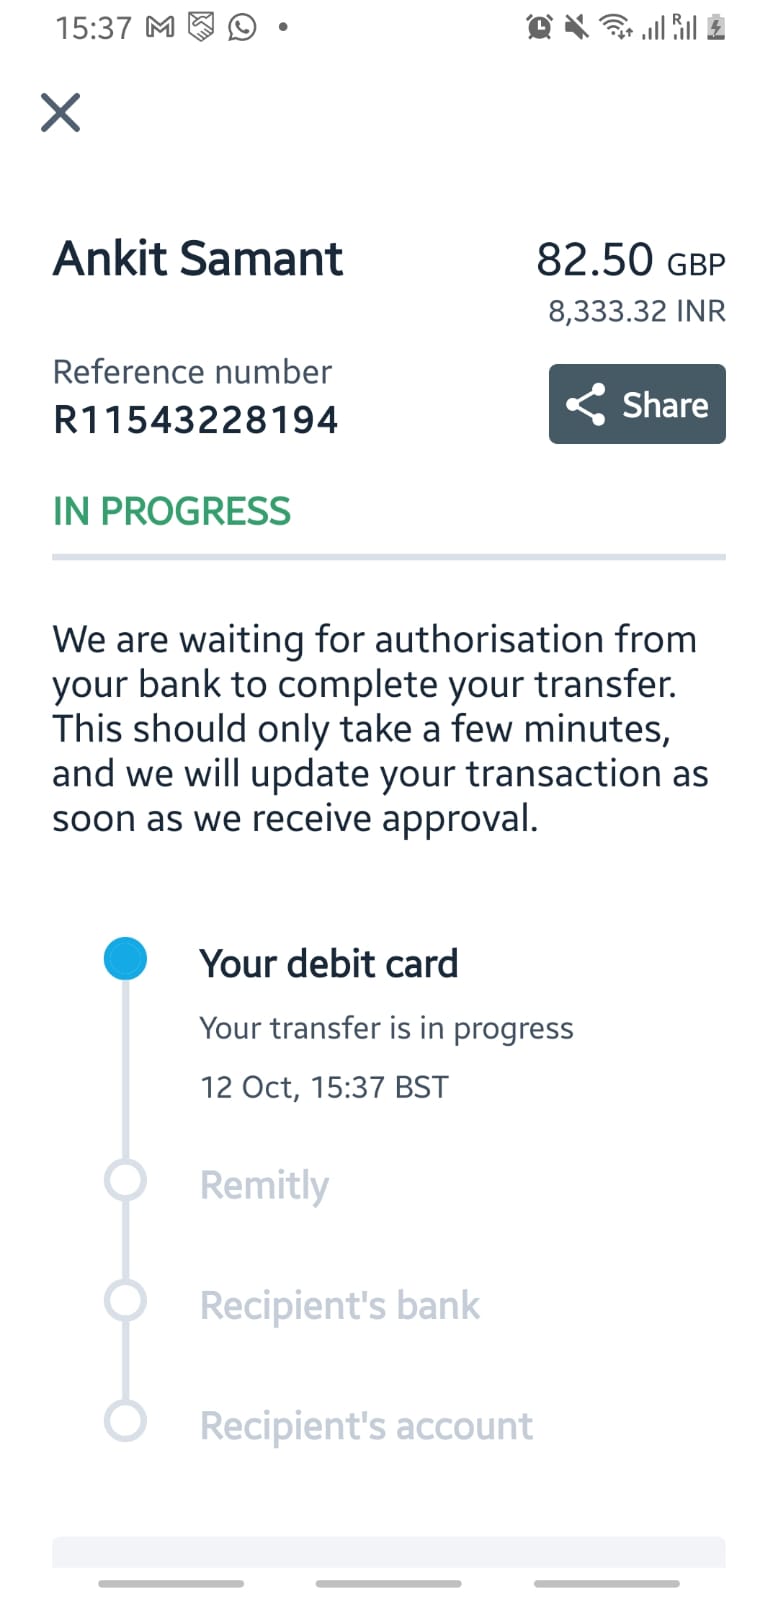 15:37
Ankit Samant
82.50 GBP
8,333.32 INR
Reference number
R11543228194
Share
IN PROGRESS
We are waiting for authorisation from
your bank to complete your transfer.
This should only take a few minutes,
and we will update your transaction as
soon as we receive approval.
Your debit card
Your transfer is in progress
12 Oct, 15:37 BST
Remitly
Recipient's bank
Recipient's account